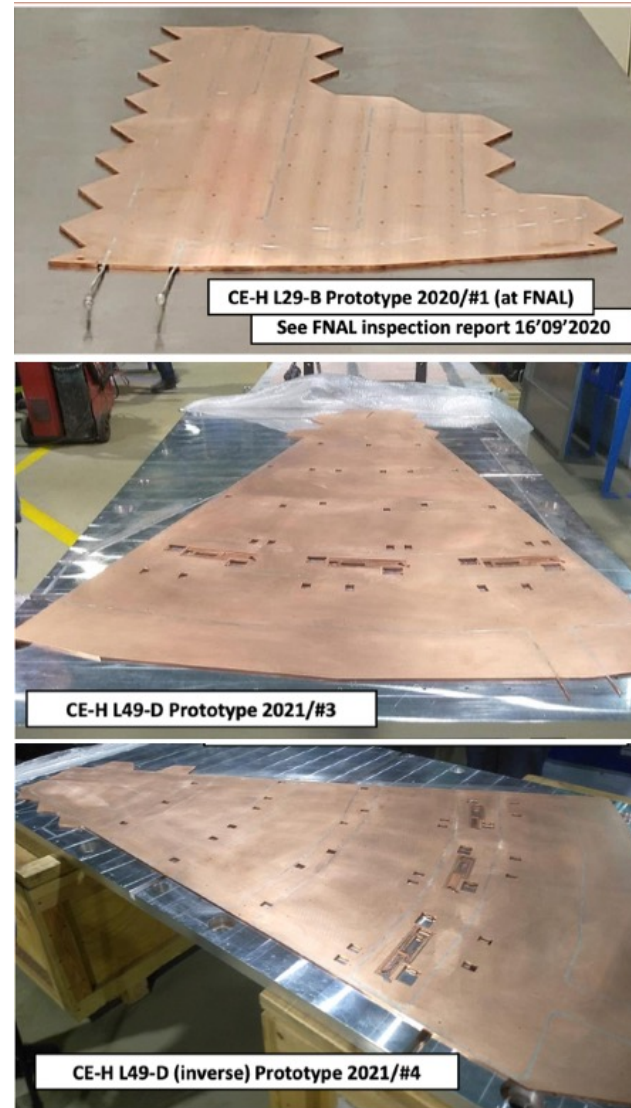 CE-H L29-B Prototype 2020/#1 (at FNAL)
See FNAL inspection report 16’09’2020
CE-H L49-D Prototype 2021/#3
CE-H L49-D (inverse) Prototype 2021/#4